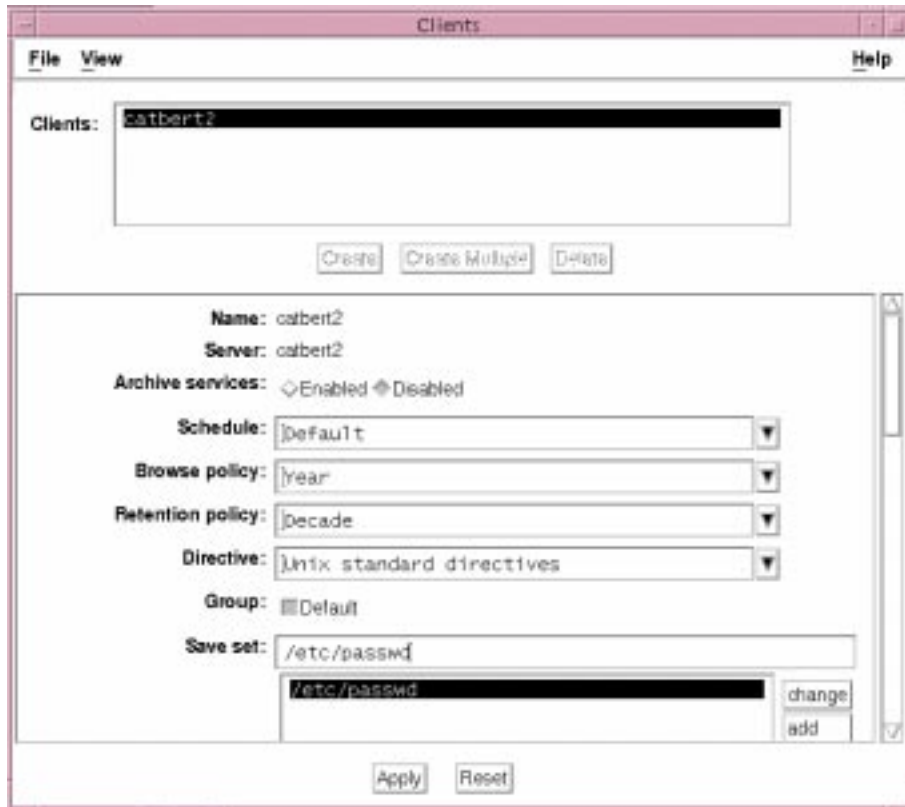 Clients
File View Help
Clients: catbert2
Create Create Multiple Delete
Name: catbert2
Server: catbert2
Archive services: Enabled Disabled
Schedule: Default
Browse policy: Year
Retention policy: Decade
Directive: Unix standard directives
Group: Default
Save set: /etc/passwd
/etc/passwd change
add
Apply Reset